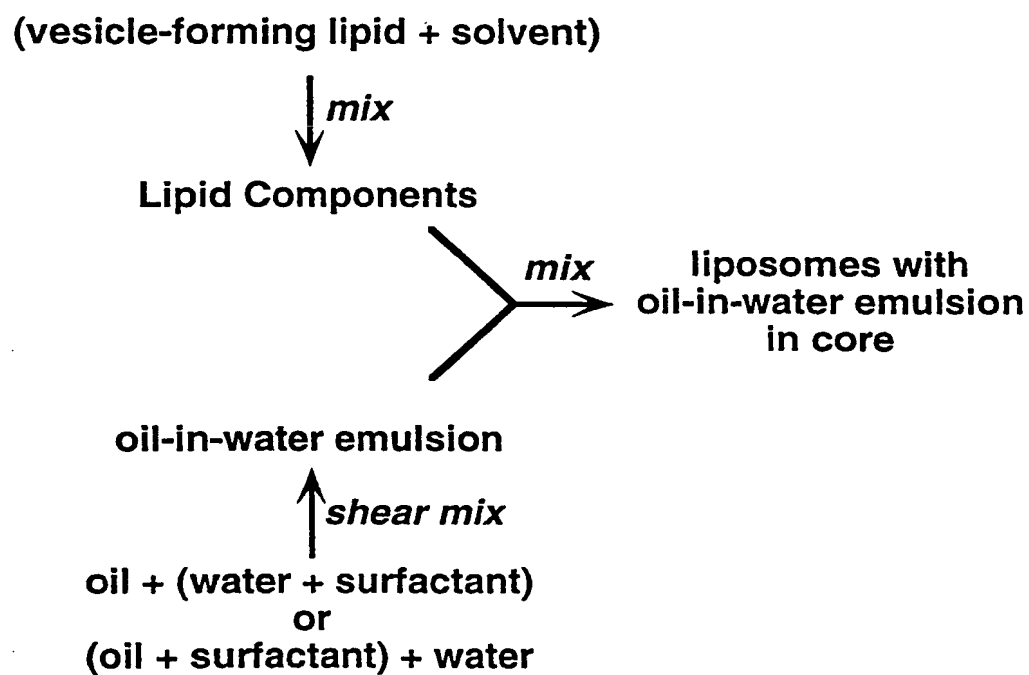 (vesicle-forming lipid + solvent)
mix
Lipid Components
mix
liposomes with
oil-in-water emulsion
in core
oil-in-water emulsion
shear mix
oil + (water + surfactant)
or
(oil + surfactant) + water